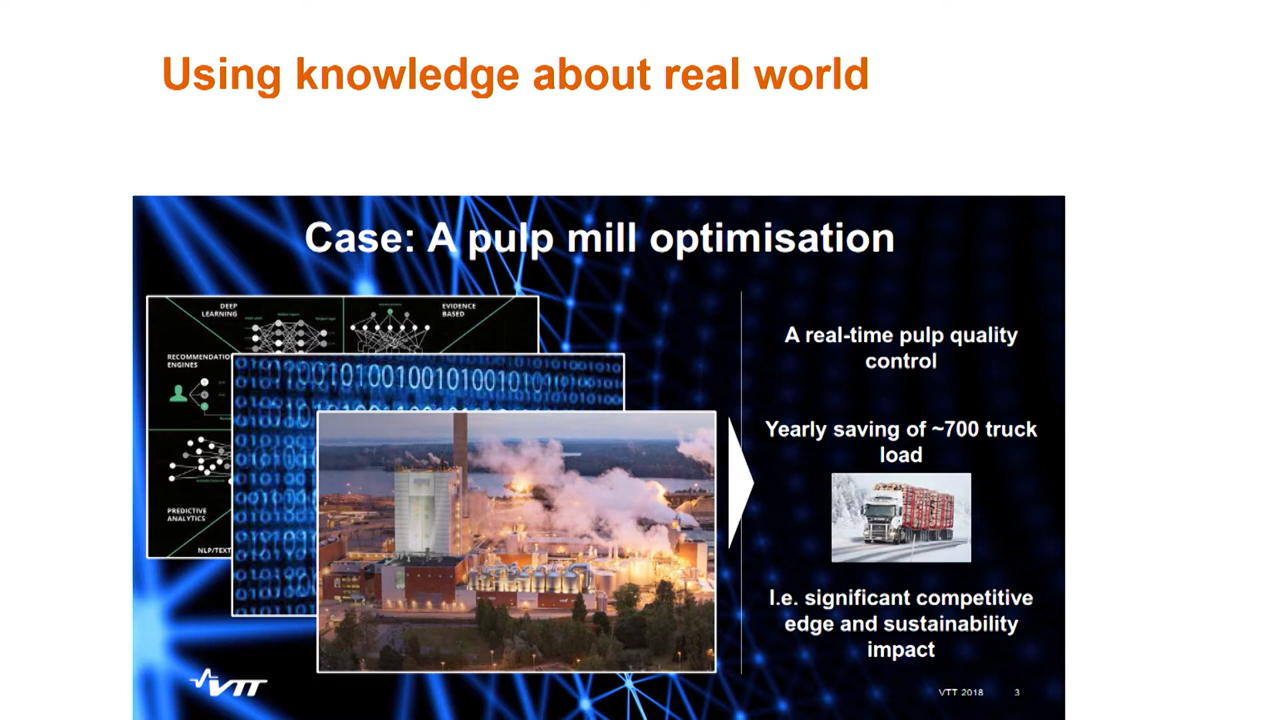 Using knowledge about real world
Case: A pulp mill optimisation
DEEP
LEARNING
EVIDENCE
BASED
RECOMMENDATION
ENGINES
PREDICTIVE
ANALYTICS
NLP/TEXT
101001001010010
A real-time pulp quality
control
Yearly saving of ~700 truck
load
I.e. significant competitive
edge and sustainability
impact
VTT
VTT 2018
3